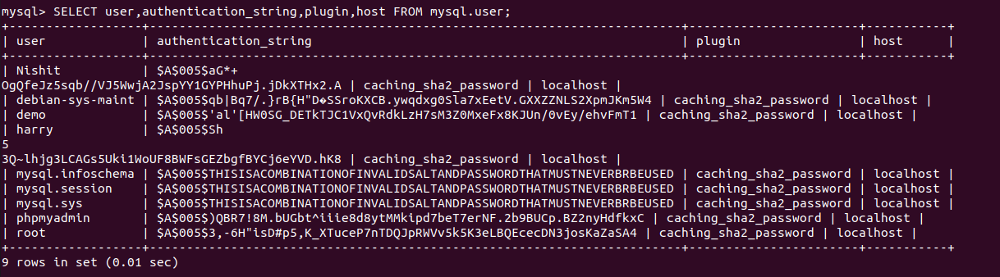 mysql> SELECT user,authentication_string,plugin,host FROM mysql.user;
+------------------+------------------------------------------------------------------------+-----------------------+-----------+
| user             | authentication_string                                                  | plugin                | host      |
+------------------+------------------------------------------------------------------------+-----------------------+-----------+
| Nishit           | $A$005$aG*+
OgQfeJz5sqb//VJ5WwjA2JspYY1GYPHhuPj.jDkXTHx2.A | caching_sha2_password | localhost |
| debian-sys-maint | $A$005$qb|Bq7/.}rB{H"D�SSroKXCB.ywqdxg0Sla7xEetV.GXXZZNLS2XpmJKm5W4 | caching_sha2_password | localhost |
| demo             | $A$005$'al'[HW0SG_DETkTJC1VxQvRdkLzH7sM3Z0MxeFx8KJUn/0vEy/ehvFmT1 | caching_sha2_password | localhost |
| harry            | $A$005$Sh
5
3Q~lhjg3LCAGs5Uki1WoUF8BWFsGEZbgfBYCj6eYVD.hK8 | caching_sha2_password | localhost |
| mysql.infoschema | $A$005$THISISACOMBINATIONOFINVALIDSALTANDPASSWORDTHATMUSTNEVERBRBEUSED | caching_sha2_password | localhost |
| mysql.session    | $A$005$THISISACOMBINATIONOFINVALIDSALTANDPASSWORDTHATMUSTNEVERBRBEUSED | caching_sha2_password | localhost |
| mysql.sys        | $A$005$THISISACOMBINATIONOFINVALIDSALTANDPASSWORDTHATMUSTNEVERBRBEUSED | caching_sha2_password | localhost |
| phpmyadmin       | $A$005$)QBR7!8M.bUGbt^iiie8d8ytMMkipd7beT7erNF.2b9BUCp.BZ2nyHdfkxC | caching_sha2_password | localhost |
| root             | $A$005$3,-6H"isD#p5,K_XTuceP7nTDQJpRWVv5k5K3eLBQEcecDN3josKaZaSA4 | caching_sha2_password | localhost |
+------------------+------------------------------------------------------------------------+-----------------------+-----------+
9 rows in set (0.01 sec)